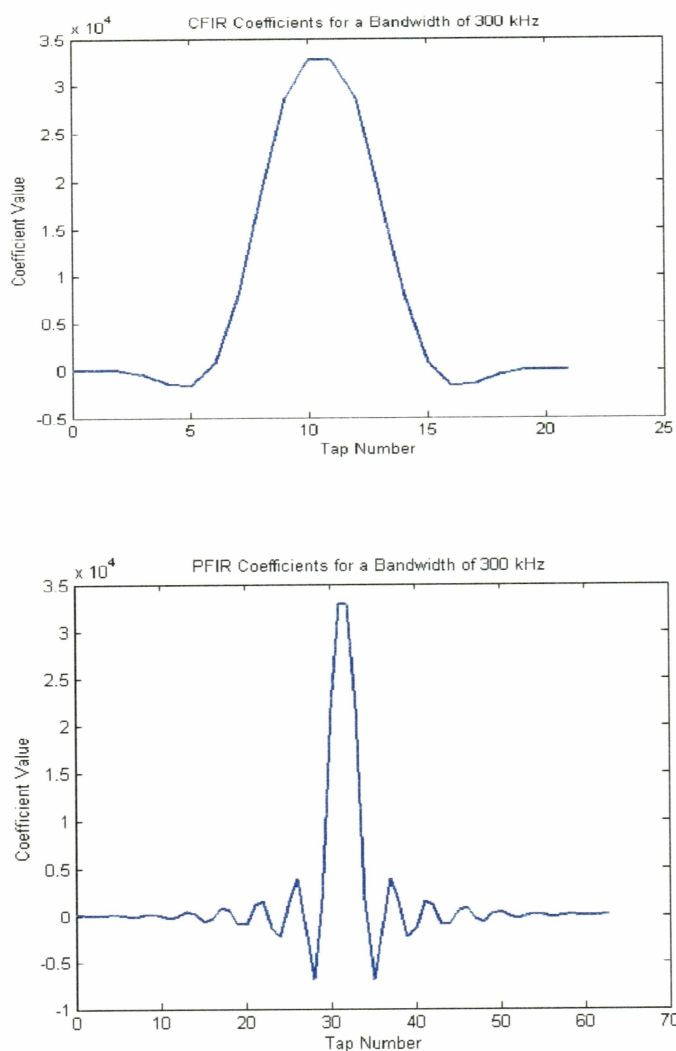 CFIR Coefficients for a Bandwidth of 300 kHz
x 10^4
3.5
3
2.5
2
1.5
1
0.5
0
-0.5
0 5 10 15 20 25
Coefficient Value
Tap Number
PFIR Coefficients for a Bandwidth of 300 kHz
x 10^4
3.5
3
2.5
2
1.5
1
0.5
0
-0.5
-1
0 10 20 30 40 50 60 70
Coefficient Value
Tap Number